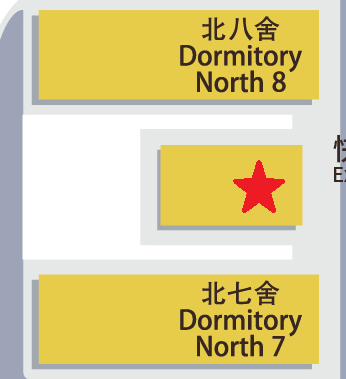 北八舍
Dormitory
North 8
北七舍
Dormitory
North 7